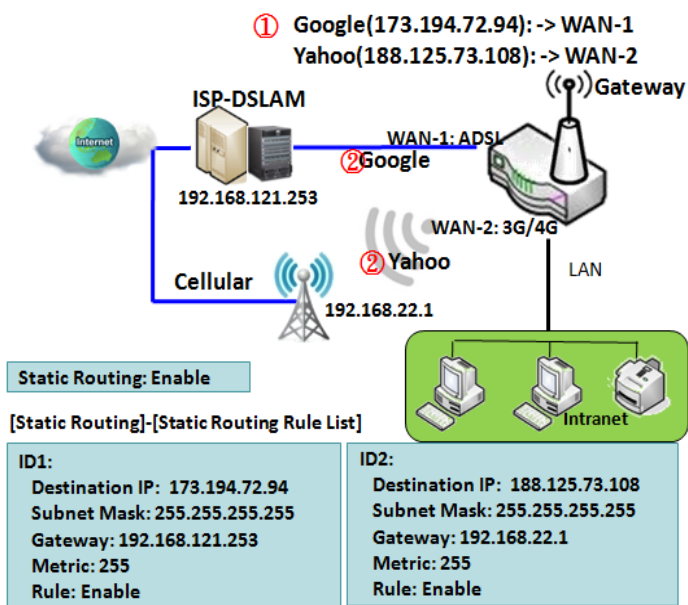 ① Google(173.194.72.94): -> WAN-1
Yahoo(188.125.73.108): -> WAN-2
Gateway
ISP-DSLAM
Internet
WAN-1: ADSL
② Google
192.168.121.253
WAN-2: 3G/4G
② Yahoo
LAN
Cellular
192.168.22.1
Static Routing: Enable
Intranet
[Static Routing]-[Static Routing Rule List]
ID1:
Destination IP: 173.194.72.94
Subnet Mask: 255.255.255.255
Gateway: 192.168.121.253
Metric: 255
Rule: Enable
ID2:
Destination IP: 188.125.73.108
Subnet Mask: 255.255.255.255
Gateway: 192.168.22.1
Metric: 255
Rule: Enable